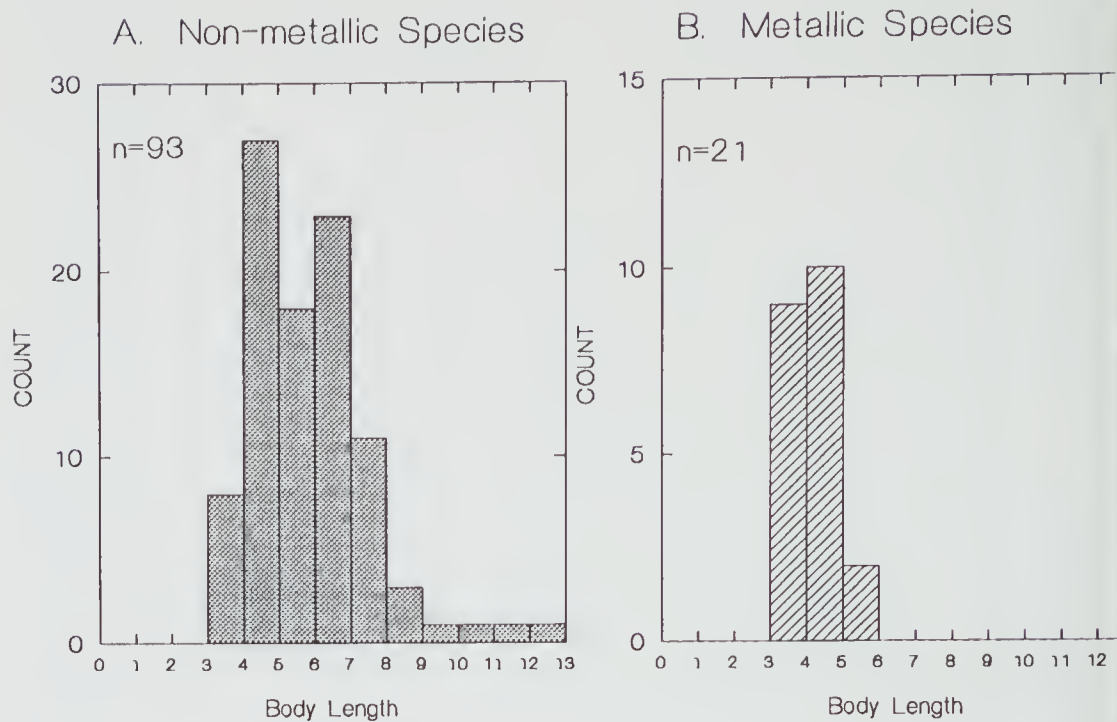 A. Non-metallic Species
30
n=93
20
COUNT
10
0
0 1 2 3 4 5 6 7 8 9 10 11 12 13
Body Length
B. Metallic Species
15
n=21
10
COUNT
5
0
0 1 2 3 4 5 6 7 8 9 10 11 12
Body Length